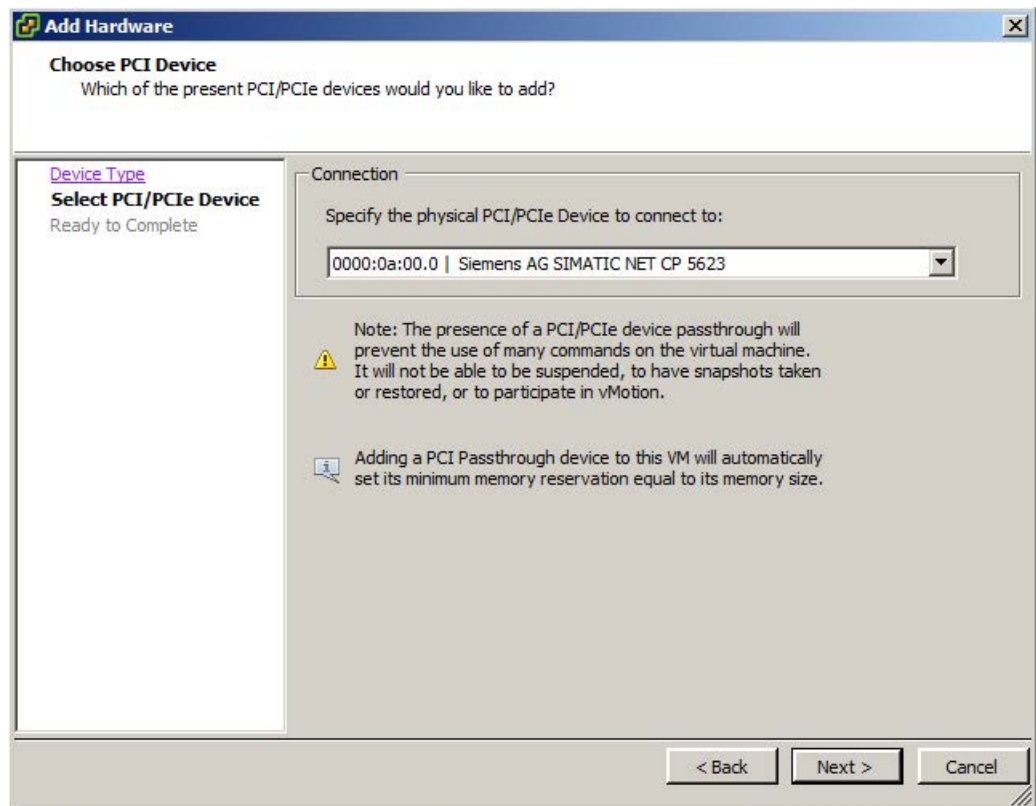 Add Hardware
Choose PCI Device
Which of the present PCI/PCIe devices would you like to add?
Device Type
Select PCI/PCIe Device
Ready to Complete
Connection
Specify the physical PCI/PCIe Device to connect to:
0000:0a:00.0 | Siemens AG SIMATIC NET CP 5623
Note: The presence of a PCI/PCIe device passthrough will
prevent the use of many commands on the virtual machine.
It will not be able to be suspended, to have snapshots taken
or restored, or to participate in vMotion.
Adding a PCI Passthrough device to this VM will automatically
set its minimum memory reservation equal to its memory size.
< Back
Next >
Cancel